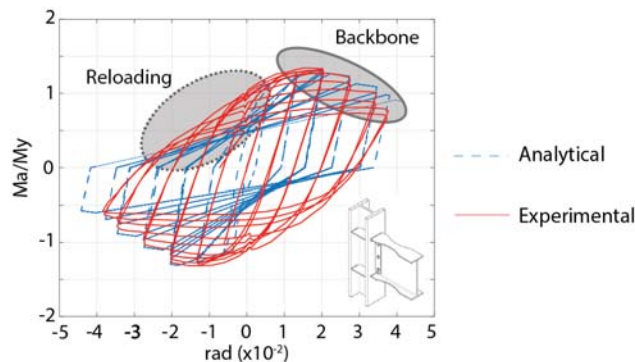 2
Backbone
Reloading
1
0
-1
-2
Ma/My
-5 -4 -3 -2 -1 0 1 2 3 4 5
rad (x10⁻²)
Analytical
Experimental